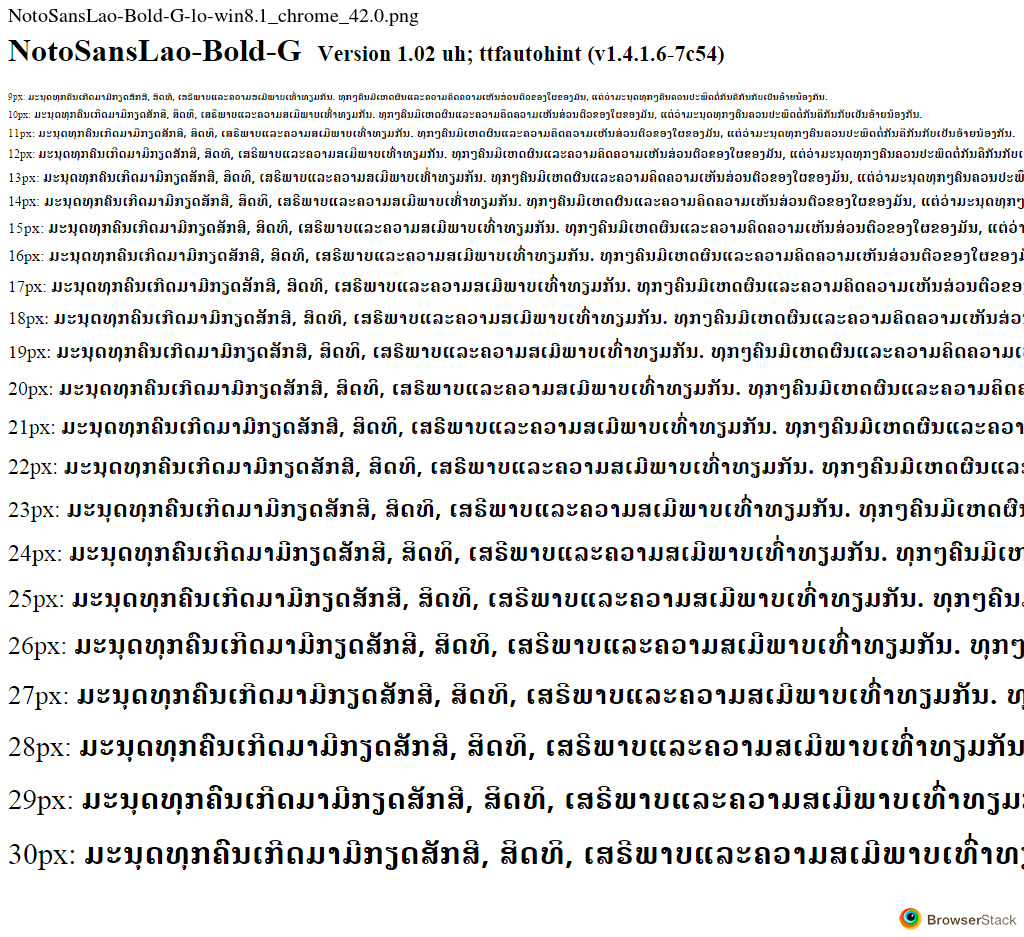 NotoSansLao-Bold-G-lo-win8.1_chrome_42.0.png
NotoSansLao-Bold-G Version 1.02 uh; ttfautohint (v1.4.1.6-7c54)
9px: ມະນຸດທຸກຄົນເກີດມາມີກຽດສັກສີ, ສິດທິ, ເສຣີພາບແລະຄວາມສເມີພາບເທົ່າທຽມກັນ. ທຸກໆຄົນມີເຫດຜົນແລະຄວາມຄິດຄວາມເຫັນສ່ວນຕົວຂອງໃຜຂອງມັນ, ແຕ່ວ່າມະນຸດທຸກໆຄົນຄວນປະພຶດຕໍ່ກັນຄືກັນກັບເປັນອ້າຍນ້ອງກັນ.
10px: ມະນຸດທຸກຄົນເກີດມາມີກຽດສັກສີ, ສິດທິ, ເສຣີພາບແລະຄວາມສເມີພາບເທົ່າທຽມກັນ. ທຸກໆຄົນມີເຫດຜົນແລະຄວາມຄິດຄວາມເຫັນສ່ວນຕົວຂອງໃຜຂອງມັນ, ແຕ່ວ່າມະນຸດທຸກໆຄົນຄວນປະພຶດຕໍ່ກັນຄືກັນກັບເປັນອ້າຍນ້ອງກັນ.
11px: ມະນຸດທຸກຄົນເກີດມາມີກຽດສັກສີ, ສິດທິ, ເສຣີພາບແລະຄວາມສເມີພາບເທົ່າທຽມກັນ. ທຸກໆຄົນມີເຫດຜົນແລະຄວາມຄິດຄວາມເຫັນສ່ວນຕົວຂອງໃຜຂອງມັນ, ແຕ່ວ່າມະນຸດທຸກໆຄົນຄວນປະພຶດຕໍ່ກັນຄືກັນກັບເປັນອ້າຍນ້ອງກັນ.
12px: ມະນຸດທຸກຄົນເກີດມາມີກຽດສັກສີ, ສິດທິ, ເສຣີພາບແລະຄວາມສເມີພາບເທົ່າທຽມກັນ. ທຸກໆຄົນມີເຫດຜົນແລະຄວາມຄິດຄວາມເຫັນສ່ວນຕົວຂອງໃຜຂອງມັນ, ແຕ່ວ່າມະນຸດທຸກໆຄົນຄວນປະພຶດຕໍ່ກັນຄືກັນກັບເ
13px: ມະນຸດທຸກຄົນເກີດມາມີກຽດສັກສີ, ສິດທິ, ເສຣີພາບແລະຄວາມສເມີພາບເທົ່າທຽມກັນ. ທຸກໆຄົນມີເຫດຜົນແລະຄວາມຄິດຄວາມເຫັນສ່ວນຕົວຂອງໃຜຂອງມັນ, ແຕ່ວ່າມະນຸດທຸກໆຄົນຄວນປະພຶ
14px: ມະນຸດທຸກຄົນເກີດມາມີກຽດສັກສີ, ສິດທິ, ເສຣີພາບແລະຄວາມສເມີພາບເທົ່າທຽມກັນ. ທຸກໆຄົນມີເຫດຜົນແລະຄວາມຄິດຄວາມເຫັນສ່ວນຕົວຂອງໃຜຂອງມັນ, ແຕ່ວ່າມະນຸດທຸກໆ
15px: ມະນຸດທຸກຄົນເກີດມາມີກຽດສັກສີ, ສິດທິ, ເສຣີພາບແລະຄວາມສເມີພາບເທົ່າທຽມກັນ. ທຸກໆຄົນມີເຫດຜົນແລະຄວາມຄິດຄວາມເຫັນສ່ວນຕົວຂອງໃຜຂອງມັນ, ແຕ່ວ່າ
16px: ມະນຸດທຸກຄົນເກີດມາມີກຽດສັກສີ, ສິດທິ, ເສຣີພາບແລະຄວາມສເມີພາບເທົ່າທຽມກັນ. ທຸກໆຄົນມີເຫດຜົນແລະຄວາມຄິດຄວາມເຫັນສ່ວນຕົວຂອງໃຜຂອງ
17px: ມະນຸດທຸກຄົນເກີດມາມີກຽດສັກສີ, ສິດທິ, ເສຣີພາບແລະຄວາມສເມີພາບເທົ່າທຽມກັນ. ທຸກໆຄົນມີເຫດຜົນແລະຄວາມຄິດຄວາມເຫັນສ່ວນຕົວຂອ
18px: ມະນຸດທຸກຄົນເກີດມາມີກຽດສັກສີ, ສິດທິ, ເສຣີພາບແລະຄວາມສເມີພາບເທົ່າທຽມກັນ. ທຸກໆຄົນມີເຫດຜົນແລະຄວາມຄິດຄວາມເຫັນສ່ວ
19px: ມະນຸດທຸກຄົນເກີດມາມີກຽດສັກສີ, ສິດທິ, ເສຣີພາບແລະຄວາມສເມີພາບເທົ່າທຽມກັນ. ທຸກໆຄົນມີເຫດຜົນແລະຄວາມຄິດຄວາມເ
20px: ມະນຸດທຸກຄົນເກີດມາມີກຽດສັກສີ, ສິດທິ, ເສຣີພາບແລະຄວາມສເມີພາບເທົ່າທຽມກັນ. ທຸກໆຄົນມີເຫດຜົນແລະຄວາມຄິດຄ
21px: ມະນຸດທຸກຄົນເກີດມາມີກຽດສັກສີ, ສິດທິ, ເສຣີພາບແລະຄວາມສເມີພາບເທົ່າທຽມກັນ. ທຸກໆຄົນມີເຫດຜົນແລະຄວາ
22px: ມະນຸດທຸກຄົນເກີດມາມີກຽດສັກສີ, ສິດທິ, ເສຣີພາບແລະຄວາມສເມີພາບເທົ່າທຽມກັນ. ທຸກໆຄົນມີເຫດຜົນແລະ
23px: ມະນຸດທຸກຄົນເກີດມາມີກຽດສັກສີ, ສິດທິ, ເສຣີພາບແລະຄວາມສເມີພາບເທົ່າທຽມກັນ. ທຸກໆຄົນມີເຫດຜົນ
24px: ມະນຸດທຸກຄົນເກີດມາມີກຽດສັກສີ, ສິດທິ, ເສຣີພາບແລະຄວາມສເມີພາບເທົ່າທຽມກັນ. ທຸກໆຄົນມີເຫ
25px: ມະນຸດທຸກຄົນເກີດມາມີກຽດສັກສີ, ສິດທິ, ເສຣີພາບແລະຄວາມສເມີພາບເທົ່າທຽມກັນ. ທຸກໆຄົນ
26px: ມະນຸດທຸກຄົນເກີດມາມີກຽດສັກສີ, ສິດທິ, ເສຣີພາບແລະຄວາມສເມີພາບເທົ່າທຽມກັນ. ທຸກໆ
27px: ມະນຸດທຸກຄົນເກີດມາມີກຽດສັກສີ, ສິດທິ, ເສຣີພາບແລະຄວາມສເມີພາບເທົ່າທຽມກັນ. ທຸ
28px: ມະນຸດທຸກຄົນເກີດມາມີກຽດສັກສີ, ສິດທິ, ເສຣີພາບແລະຄວາມສເມີພາບເທົ່າທຽມກັນ
29px: ມະນຸດທຸກຄົນເກີດມາມີກຽດສັກສີ, ສິດທິ, ເສຣີພາບແລະຄວາມສເມີພາບເທົ່າທຽມ
30px: ມະນຸດທຸກຄົນເກີດມາມີກຽດສັກສີ, ສິດທິ, ເສຣີພາບແລະຄວາມສເມີພາບເທົ່າທຽ
BrowserStack